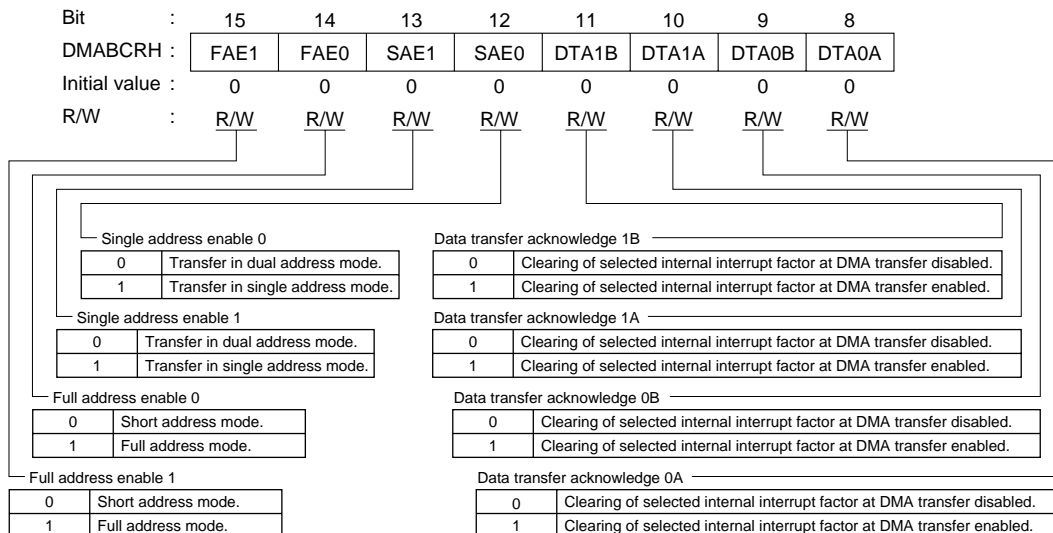 Bit : 15 14 13 12 11 10 9 8
DMABCRH : FAE1 FAE0 SAE1 SAE0 DTA1B DTA1A DTA0B DTA0A
Initial value : 0 0 0 0 0 0 0 0
R/W : R/W R/W R/W R/W R/W R/W R/W R/W
Single address enable 0
0 Transfer in dual address mode.
1 Transfer in single address mode.
Data transfer acknowledge 1B
0 Clearing of selected internal interrupt factor at DMA transfer disabled.
1 Clearing of selected internal interrupt factor at DMA transfer enabled.
Single address enable 1
0 Transfer in dual address mode.
1 Transfer in single address mode.
Data transfer acknowledge 1A
0 Clearing of selected internal interrupt factor at DMA transfer disabled.
1 Clearing of selected internal interrupt factor at DMA transfer enabled.
Full address enable 0
0 Short address mode.
1 Full address mode.
Data transfer acknowledge 0B
0 Clearing of selected internal interrupt factor at DMA transfer disabled.
1 Clearing of selected internal interrupt factor at DMA transfer enabled.
Full address enable 1
0 Short address mode.
1 Full address mode.
Data transfer acknowledge 0A
0 Clearing of selected internal interrupt factor at DMA transfer disabled.
1 Clearing of selected internal interrupt factor at DMA transfer enabled.